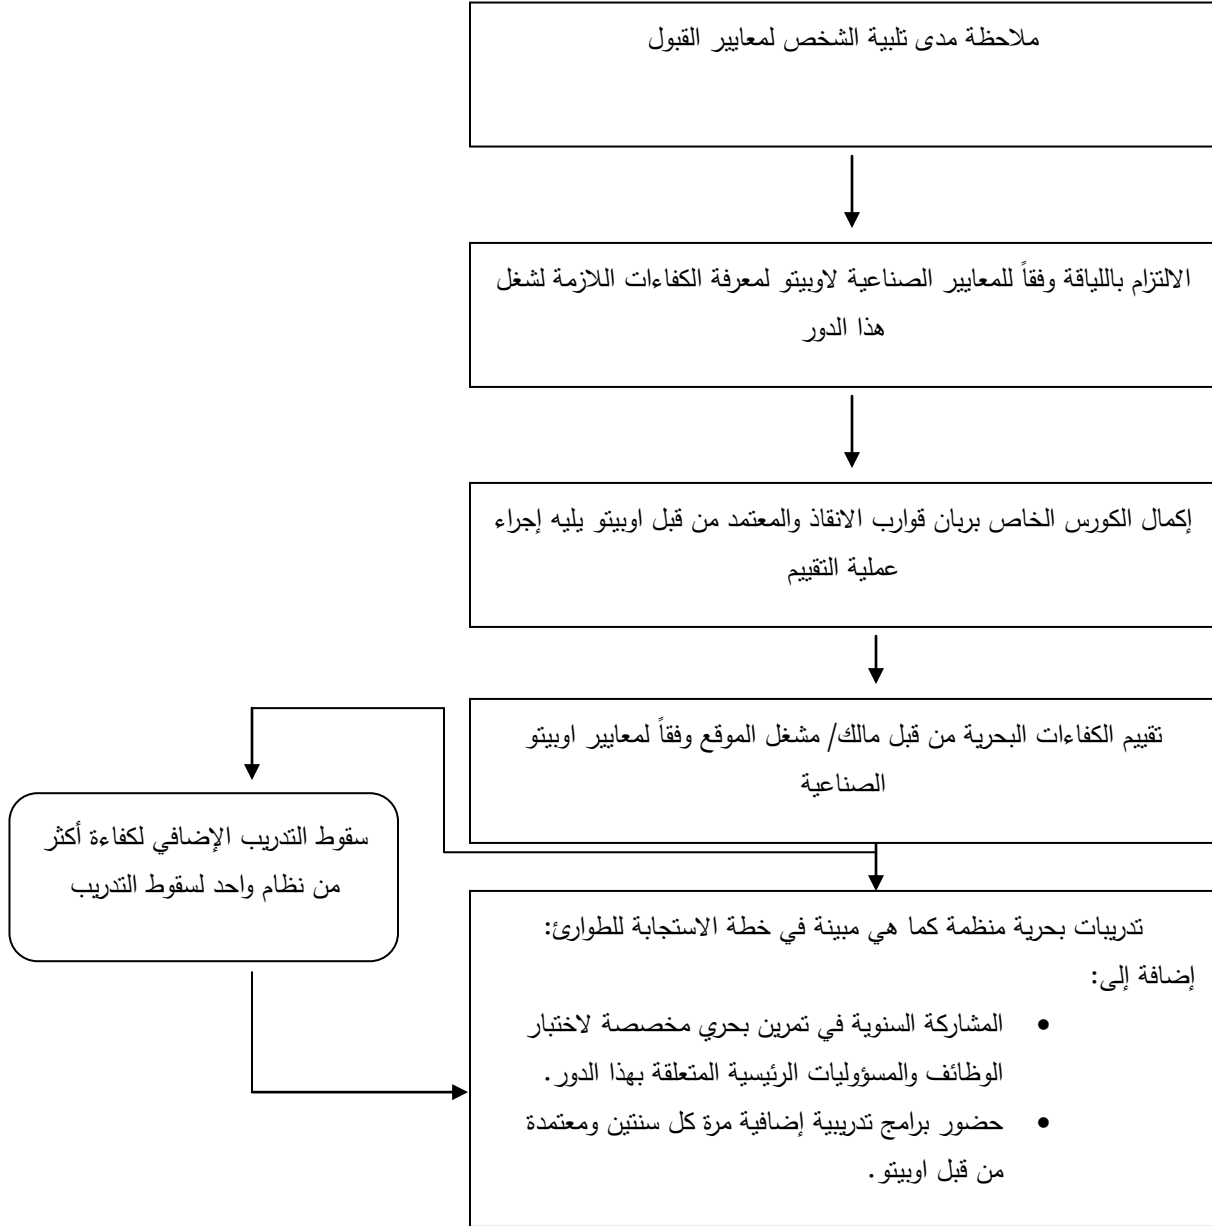 ملاحظة مدى تلبية الشخص لمعايير القبول
الالتزام باللياقة وفقاً للمعايير الصناعية لاوبيتو لمعرفة الكفاءات اللازمة لشغل
هذا الدور
إكمال الكورس الخاص بربان قوارب الانقاذ والمعتمد من قبل اوبيتو يليه إجراء
عملية التقييم
تقييم الكفاءات البحرية من قبل مالك/ مشغل الموقع وفقاً لمعايير اوبيتو
الصناعية
سقوط التدريب الإضافي لكفاءة أكثر
من نظام واحد لسقوط التدريب
تدريبات بحرية منظمة كما هي مبينة في خطة الاستجابة للطوارئ:
إضافة إلى:
• المشاركة السنوية في تمرين بحري مخصصة لاختبار
الوظائف والمسؤوليات الرئيسية المتعلقة بهذا الدور.
• حضور برامج تدريبية إضافية مرة كل سنتين ومعتمدة
من قبل اوبيتو.